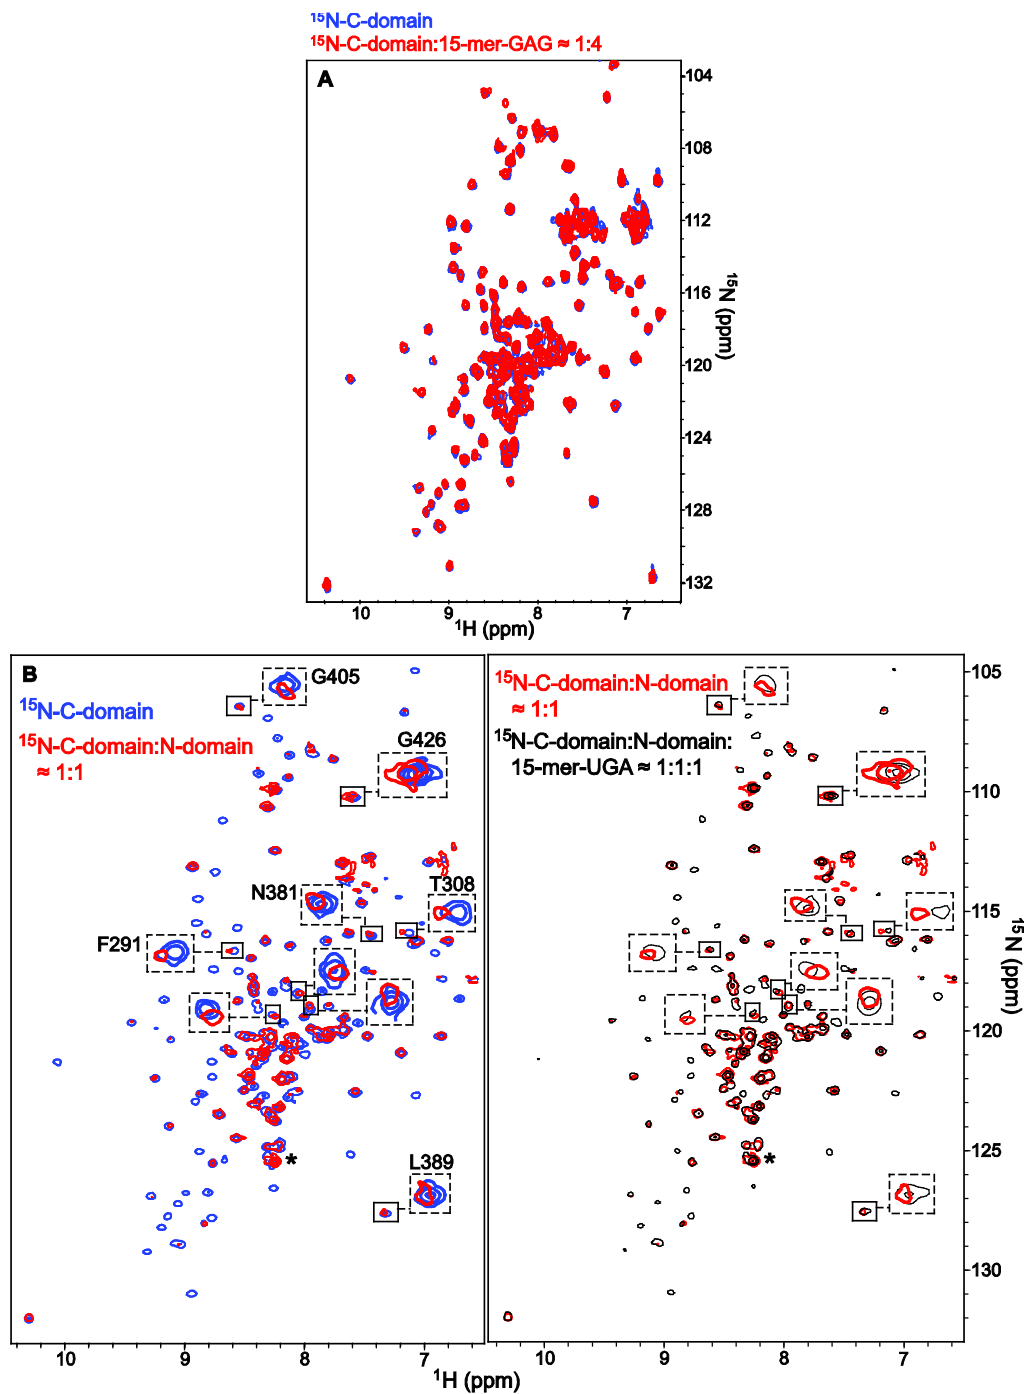 ¹⁵N-C-domain
¹⁵N-C-domain:15-mer-GAG ≈ 1:4
A
104
108
112
116
120
124
128
132
¹⁵N (ppm)
10 9 8 7
¹H (ppm)
B
¹⁵N-C-domain
¹⁵N-C-domain:N-domain
≈ 1:1
G405
G426
N381
T308
F291
*
L389
10 9 8 7
¹⁵N-C-domain:N-domain
≈ 1:1
¹⁵N-C-domain:N-domain:
15-mer-UGA ≈ 1:1:1
*
105
110
115
120
125
130
¹⁵N (ppm)
10 9 8 7
¹H (ppm)